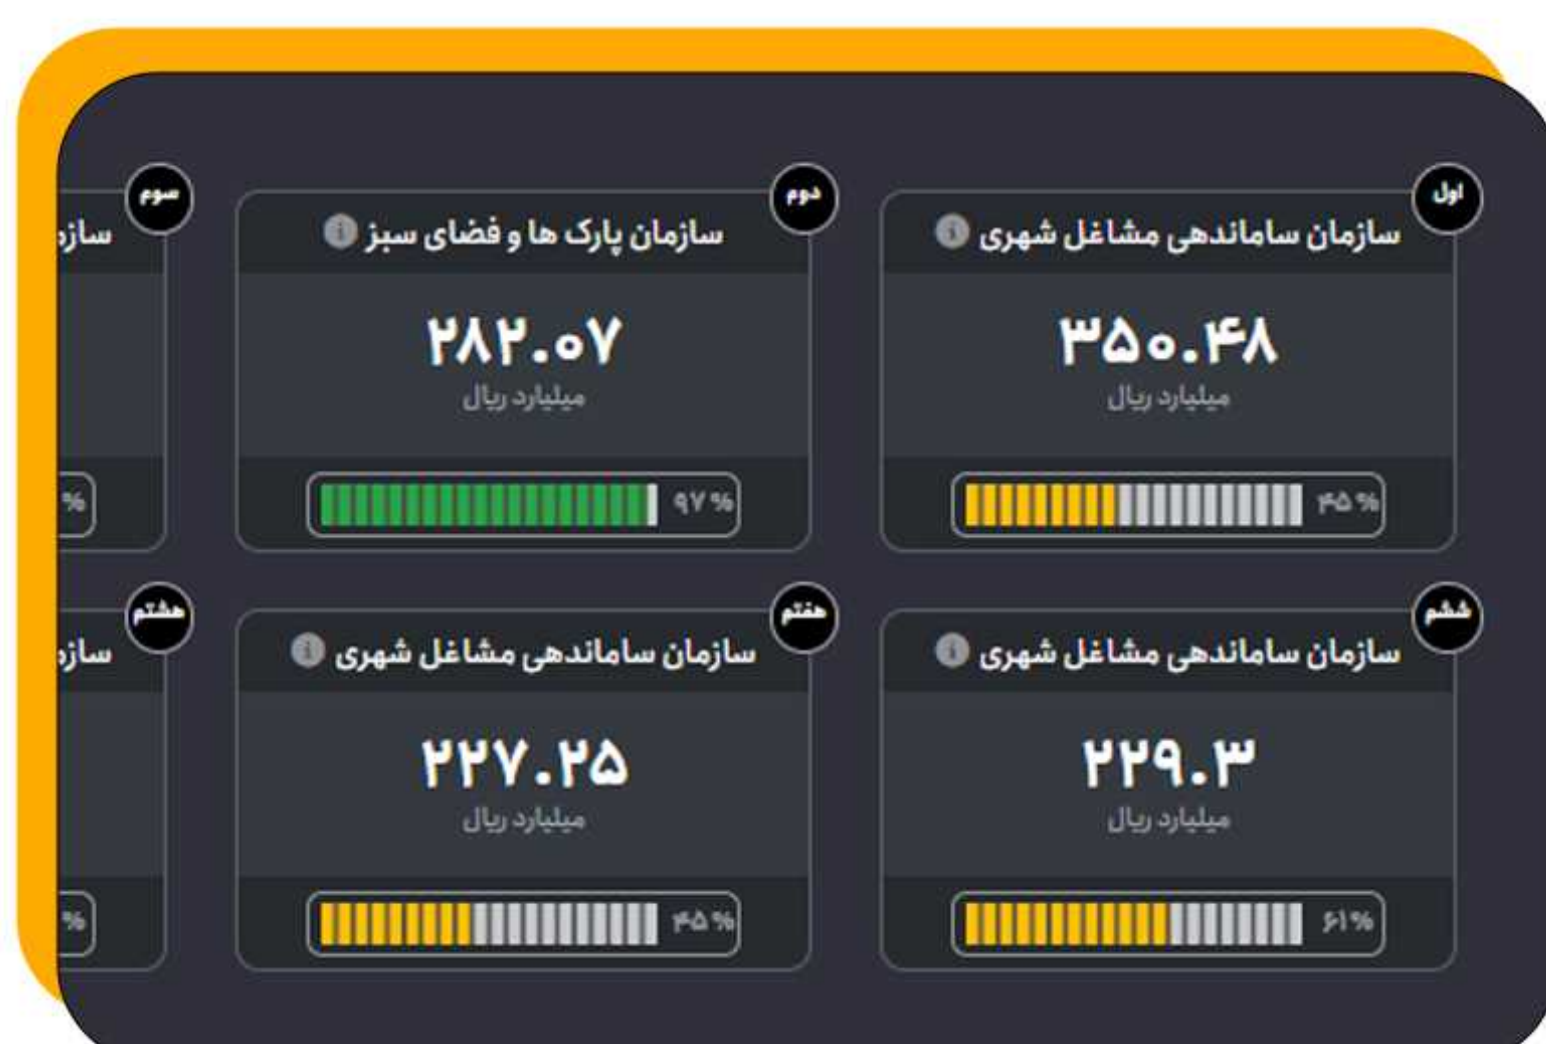 اول
سازمان ساماندهی مشاغل شهری
۳۵۰.۴۸
میلیارد ریال
۴۵%
دوم
سازمان پارک ها و فضای سبز
۲۸۲.۰۷
میلیارد ریال
۹۷%
سوم
%
ششم
سازمان ساماندهی مشاغل شهری
۲۲۹.۳
میلیارد ریال
۶۱%
هفتم
سازمان ساماندهی مشاغل شهری
۲۲۷.۲۵
میلیارد ریال
۴۵%
هشتم
%